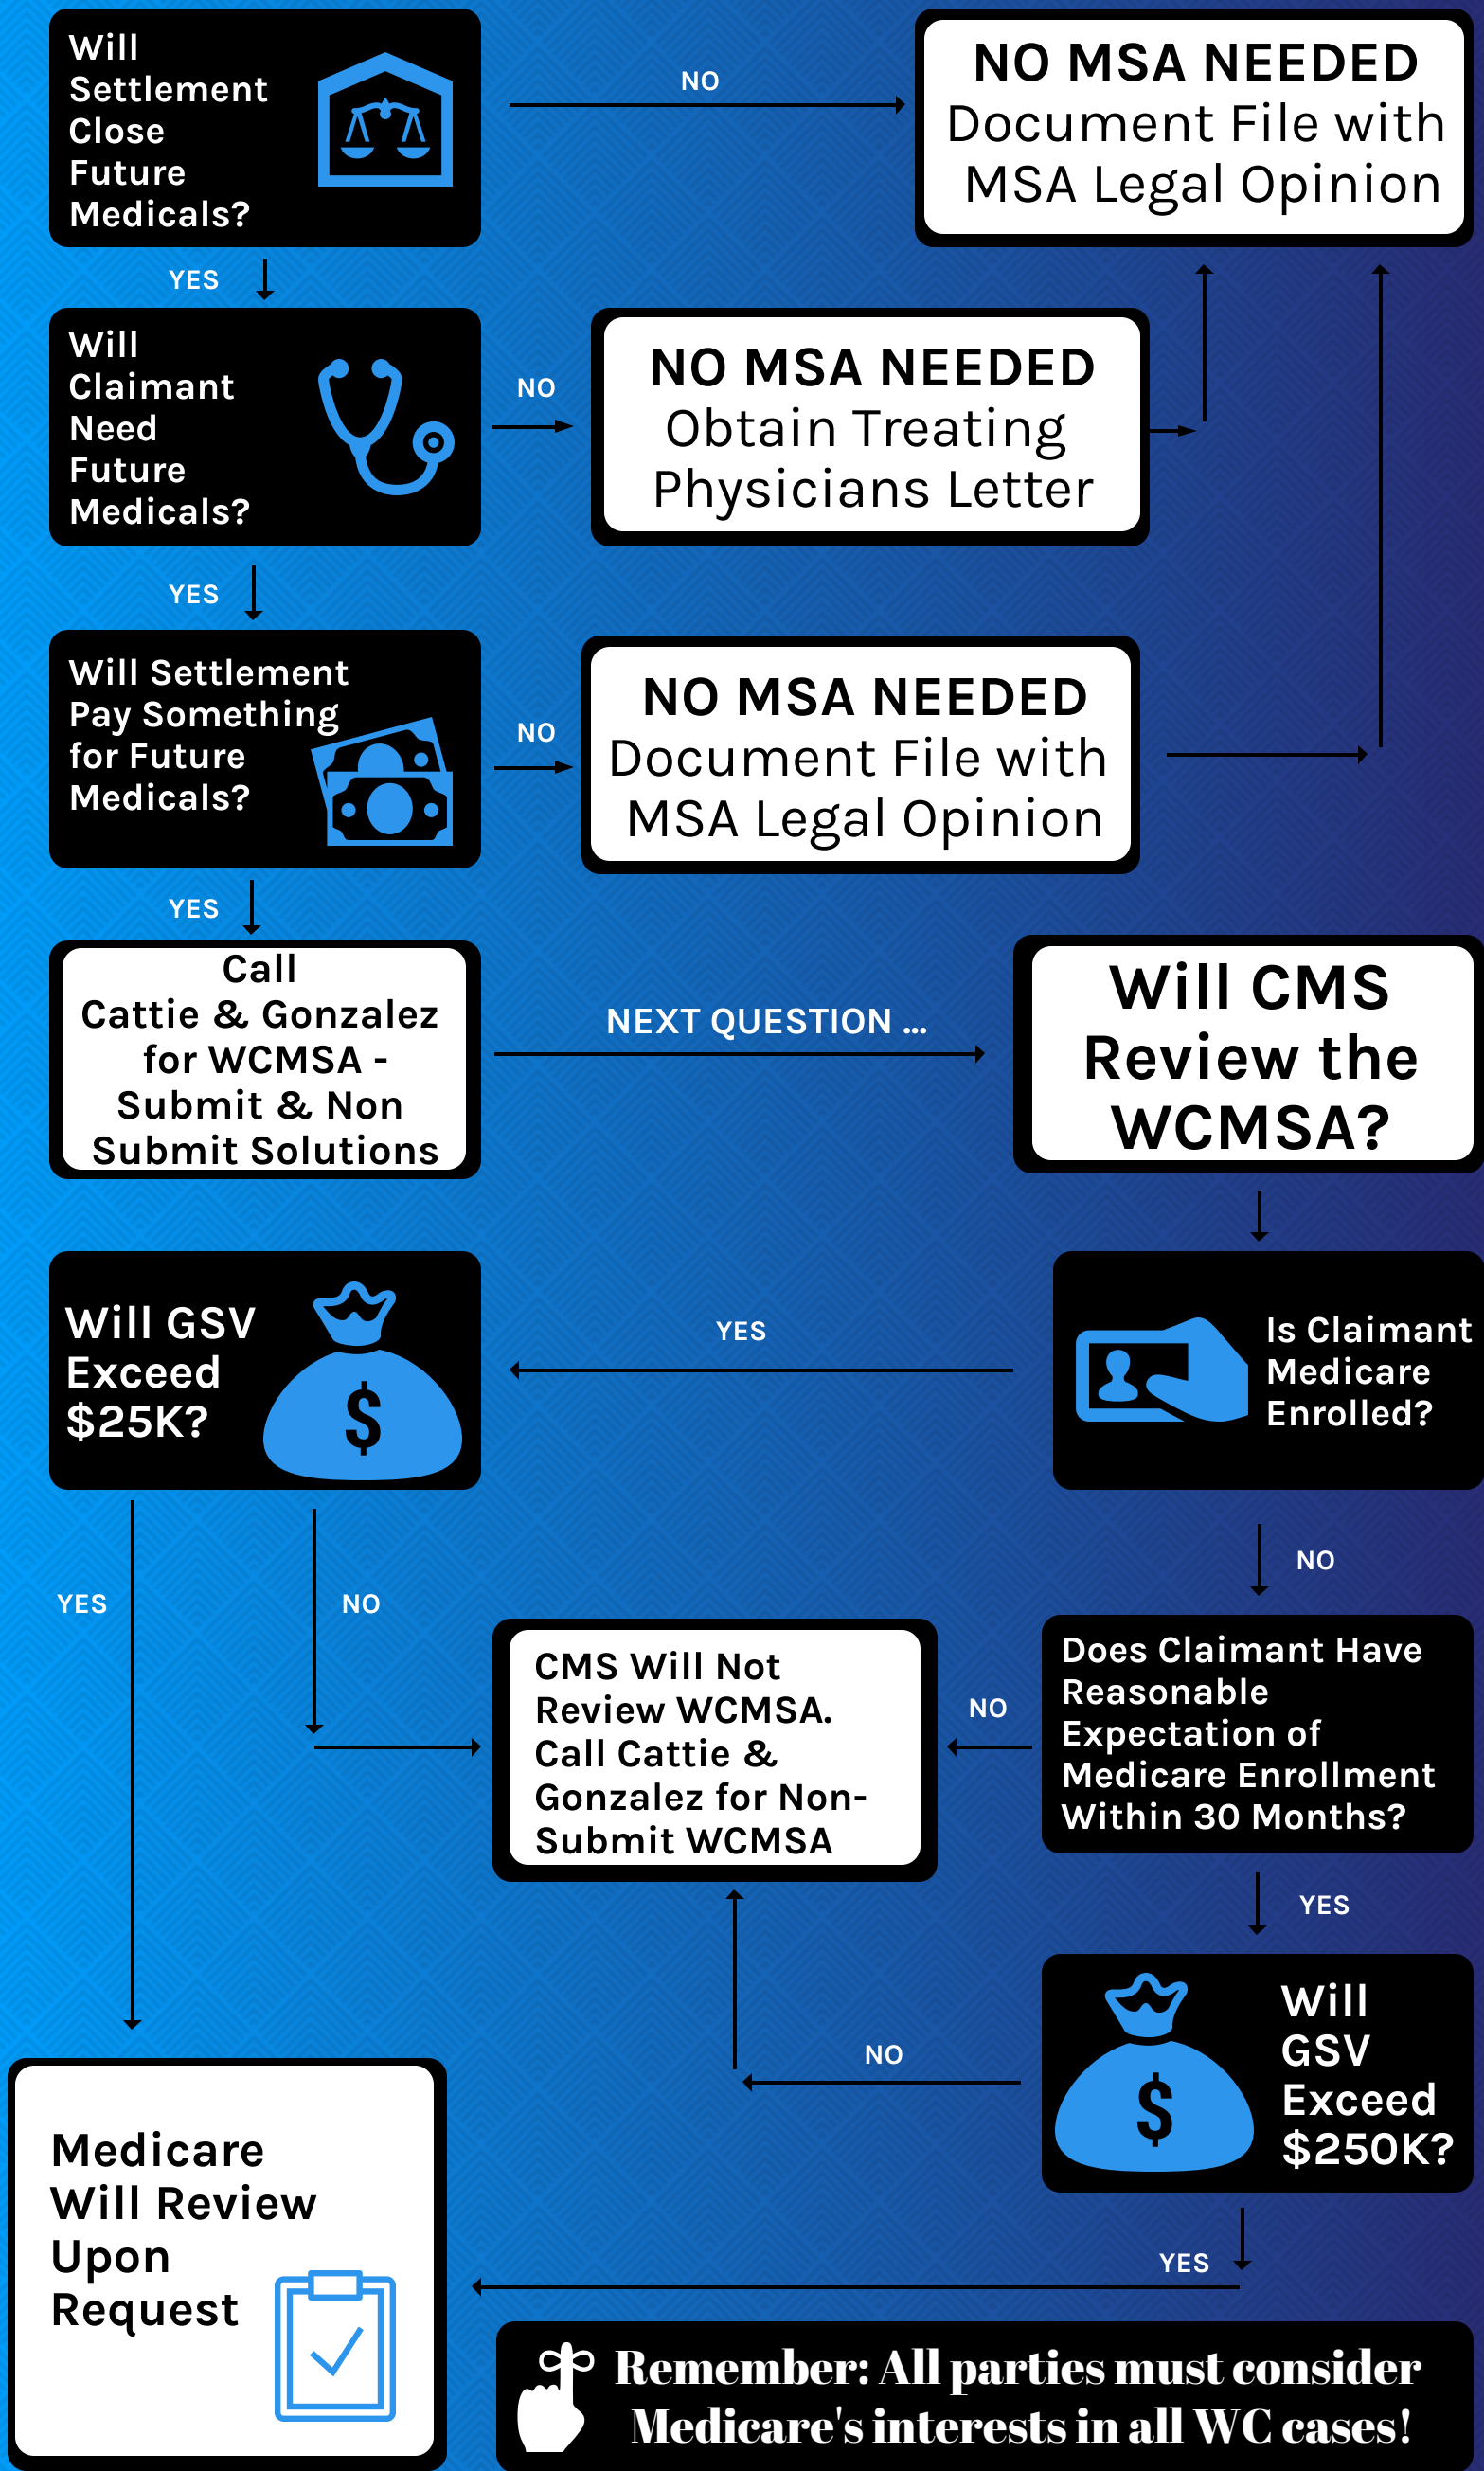 Will
Settlement
Close
Future
Medicals?
NO
NO MSA NEEDED
Document File with
MSA Legal Opinion
YES
Will
Claimant
Need
Future
Medicals?
NO
NO MSA NEEDED
Obtain Treating
Physicians Letter
YES
Will Settlement
Pay Something
for Future
Medicals?
NO
NO MSA NEEDED
Document File with
MSA Legal Opinion
YES
Call
Cattie & Gonzalez
for WCMSA -
Submit & Non
Submit Solutions
NEXT QUESTION ...
Will CMS
Review the
WCMSA?
Is Claimant
Medicare
Enrolled?
YES
Will GSV
Exceed
$25K?
$
YES
NO
NO
Does Claimant Have
Reasonable
Expectation of
Medicare Enrollment
Within 30 Months?
NO
CMS Will Not
Review WCMSA.
Call Cattie &
Gonzalez for Non-
Submit WCMSA
YES
Will
GSV
Exceed
$250K?
$
NO
YES
Medicare
Will Review
Upon
Request
Remember: All parties must consider
Medicare's interests in all WC cases!